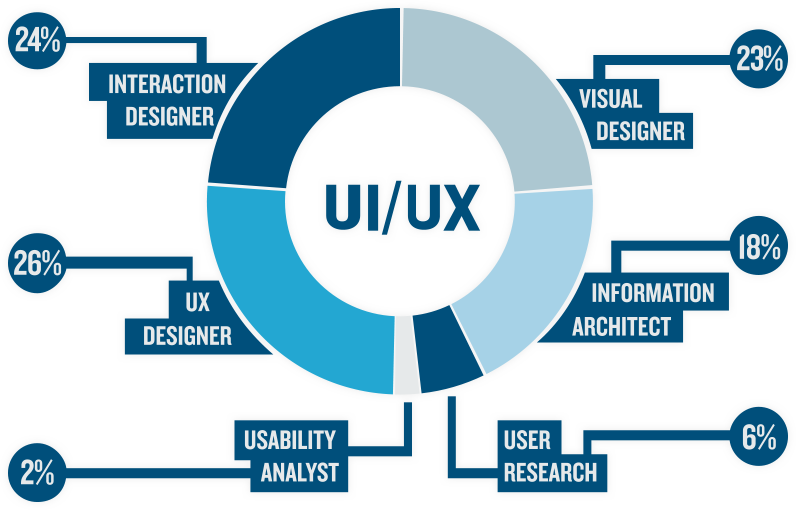 24%
INTERACTION
DESIGNER
23%
VISUAL
DESIGNER
UI/UX
26%
UX
DESIGNER
18%
INFORMATION
ARCHITECT
2%
USABILITY
ANALYST
USER
RESEARCH
6%